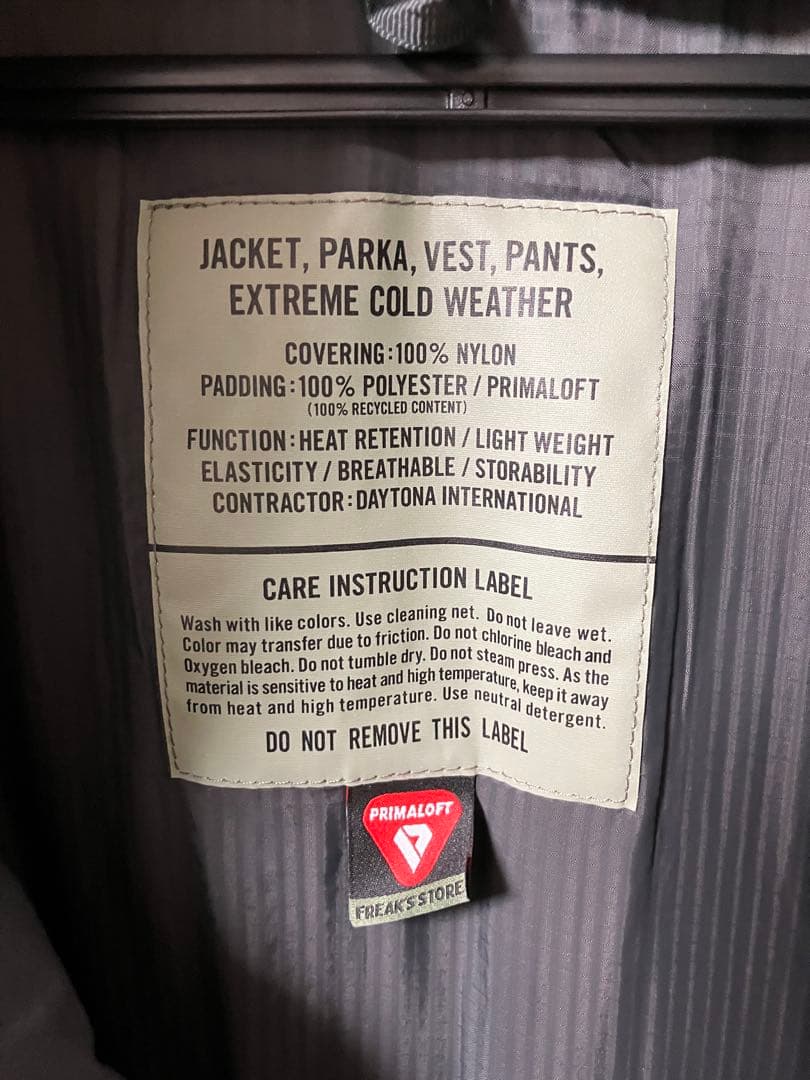 JACKET, PARKA, VEST, PANTS,
EXTREME COLD WEATHER
COVERING:100% NYLON
PADDING:100% POLYESTER / PRIMALOFT
(100% RECYCLED CONTENT)
FUNCTION:HEAT RETENTION / LIGHT WEIGHT
ELASTICITY / BREATHABLE / STORABILITY
CONTRACTOR:DAYTONA INTERNATIONAL
CARE INSTRUCTION LABEL
Wash with like colors. Use cleaning net. Do not leave wet.
Color may transfer due to friction. Do not chlorine bleach and
Oxygen bleach. Do not tumble dry. Do not steam press. As the
material is sensitive to heat and high temperature, keep it away
from heat and high temperature. Use neutral detergent.
DO NOT REMOVE THIS LABEL
PRIMALOFT
FREAK'S STORE